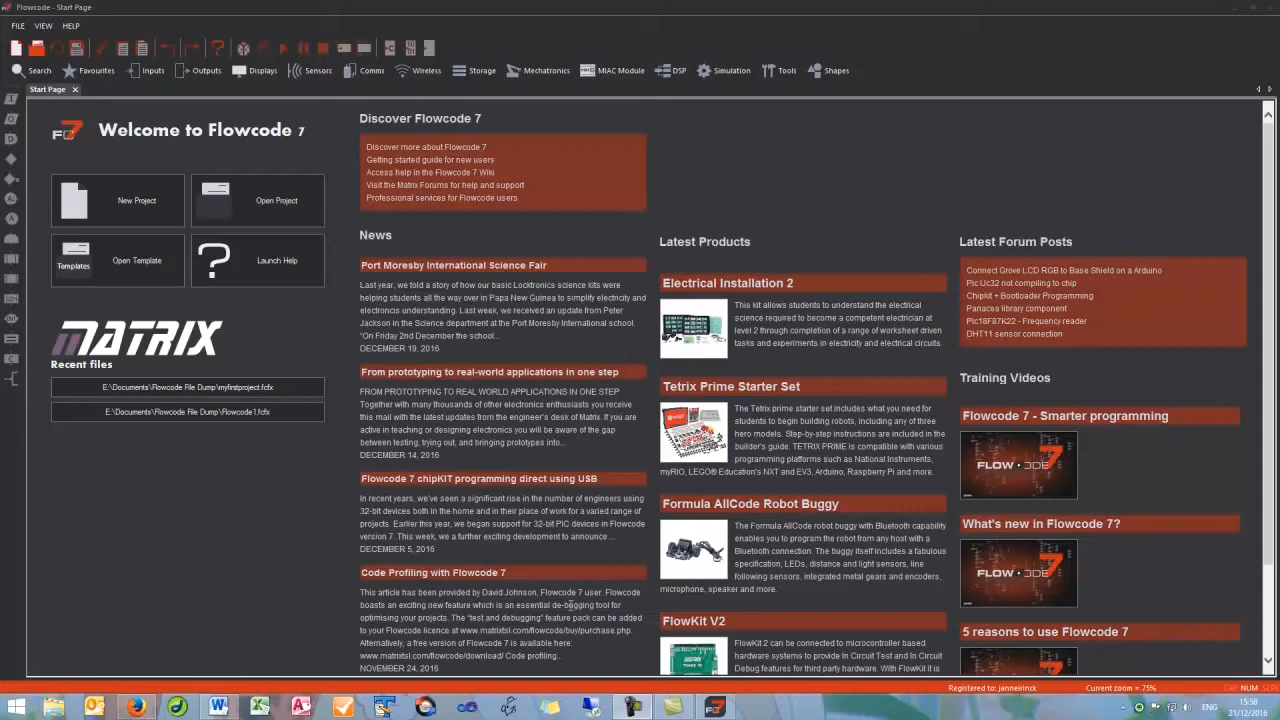 Flowcode - Start Page
FILE VIEW HELP
Search Favourites Inputs Outputs Displays Sensors Comms Wireless Storage Mechatronics MIAC Module DSP Simulation Tools Shapes
Start Page
FC7 Welcome to Flowcode 7
New Project
Open Project
Templates Open Template
Launch Help
MATRIX
Recent files
E:\Documents\Flowcode File Dump\myfirstproject.fcfx
E:\Documents\Flowcode File Dump\Flowcode1.fcfx
Discover Flowcode 7
Discover more about Flowcode 7
Getting started guide for new users
Access help in the Flowcode 7 Wiki
Visit the Matrix Forums for help and support
Professional services for Flowcode users
News
Port Moresby International Science Fair
Last year, we told a story of how our basic Locktronics science kits were
helping students all the way over in Papa New Guinea to simplify electricity and
electroncis understanding. Last week, we received an update from Peter
Jackson in the Science department at the Port Moresby International school.
"On Friday 2nd December the school...
DECEMBER 19, 2016
From prototyping to real-world applications in one step
FROM PROTOTYPING TO REAL WORLD APPLICATIONS IN ONE STEP
Together with many thousands of other electronics enthusiasts you receive
this mail with the latest updates from the engineer's desk of Matrix. If you are
active in teaching or designing electronics you will be aware of the gap
between testing, trying out, and bringing prototypes into...
DECEMBER 14, 2016
Flowcode 7 chipKIT programming direct using USB
In recent years, we've seen a significant rise in the number of engineers using
32-bit devices both in the home and in their place of work for a varied range of
projects. Earlier this year, we began support for 32-bit PIC devices in Flowcode
version 7. This week, we a further exciting development to announce....
DECEMBER 5, 2016
Code Profiling with Flowcode 7
This article has been provided by David Johnson, Flowcode 7 user. Flowcode
boasts an exciting new feature which is an essential de-bugging tool for
optimising your projects. The "test and debugging" feature pack can be added
to your Flowcode licence at www.matrixtsl.com/flowcode/buy/purchase.php.
Alternatively, a free version of Flowcode 7 is available here:
www.matrixtsl.com/flowcode/download/ Code profiling...
NOVEMBER 24, 2016
Latest Products
Electrical Installation 2
This kit allows students to understand the electrical
science required to become a competent electrician at
level 2 through completion of a range of worksheet driven
tasks and experiments in electricity and electrical circuits.
Tetrix Prime Starter Set
The Tetrix prime starter set includes what you need for
students to begin building robots, including any of three
hero models. Step-by-step instructions are included in the
builder's guide. TETRIX PRIME is compatible with various
programming platforms such as National Instruments,
myRIO, LEGO® Education's NXT and EV3, Arduino, Raspberry Pi and more.
Formula AllCode Robot Buggy
The Formula AllCode robot buggy with Bluetooth capability
enables you to program the robot from any host with a
Bluetooth connection. The buggy itself includes a fabulous
specification, LEDs, distance and light sensors, line
following sensors, integrated metal gears and encoders,
microphone, speaker and more.
FlowKit V2
FlowKit 2 can be connected to microcontroller based
hardware systems to provide In Circuit Test and In Circuit
Debug features for third party hardware. With FlowKit it is
Latest Forum Posts
Connect Grove LCD RGB to Base Shield on a Arduino
Pic Uc32 not compiling to chip
Chipkit + Bootloader Programming
Panacea library component
Pic18F87K22 - Frequency reader
DHT11 sensor connection
Training Videos
Flowcode 7 - Smarter programming
FLOWCODE 7
What's new in Flowcode 7?
FLOWCODE 7
5 reasons to use Flowcode 7
Registered to: janneirinck Current zoom = 75% CAP NUM SCRL
ENG
15:58
21/12/2016